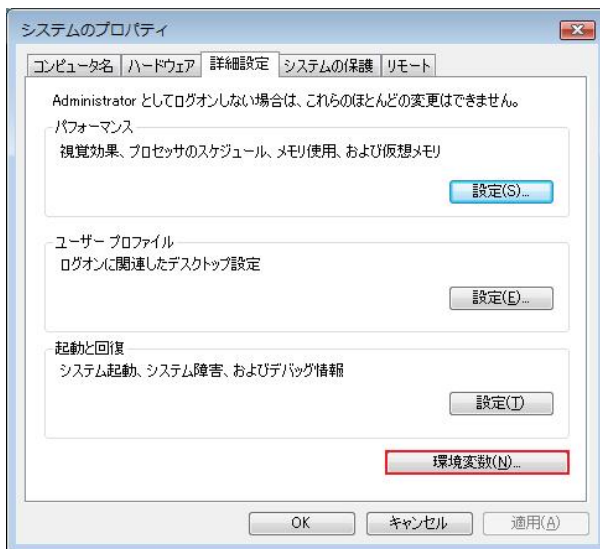 システムのプロパティ
コンピュータ名 ハードウェア 詳細設定 システムの保護 リモート
Administrator としてログオンしない場合は、これらのほとんどの変更はできません。
パフォーマンス
視覚効果、プロセッサのスケジュール、メモリ使用、および仮想メモリ
設定(S)...
ユーザー プロファイル
ログオンに関連したデスクトップ設定
設定(E)...
起動と回復
システム起動、システム障害、およびデバッグ情報
設定(T)
環境変数(N)...
OK キャンセル 適用(A)